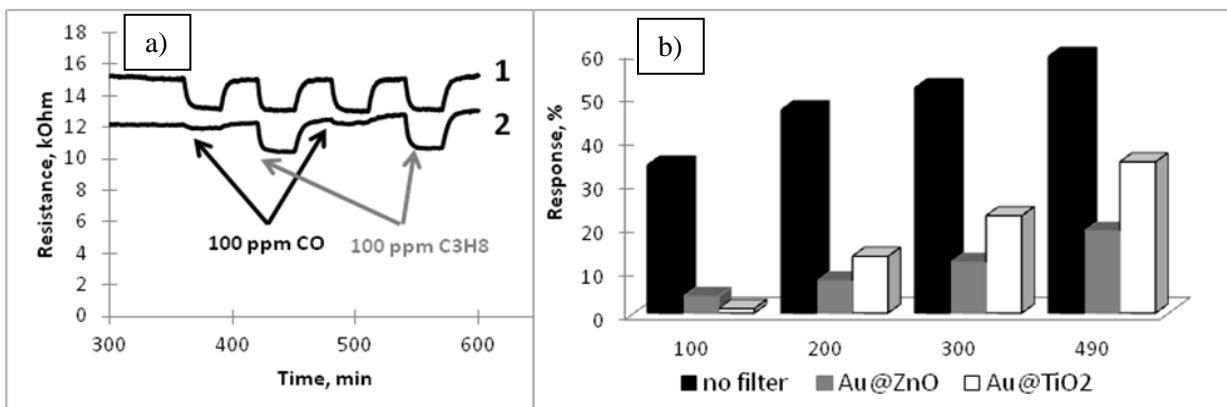 a)
18
16
14
12
10
8
6
4
2
0
Resistance, kOhm
1
2
100 ppm CO
100 ppm C3H8
300
400
500
600
Time, min
b)
60
50
40
30
20
10
0
Response, %
100
200
300
490
no filter
Au@ZnO
Au@TiO2